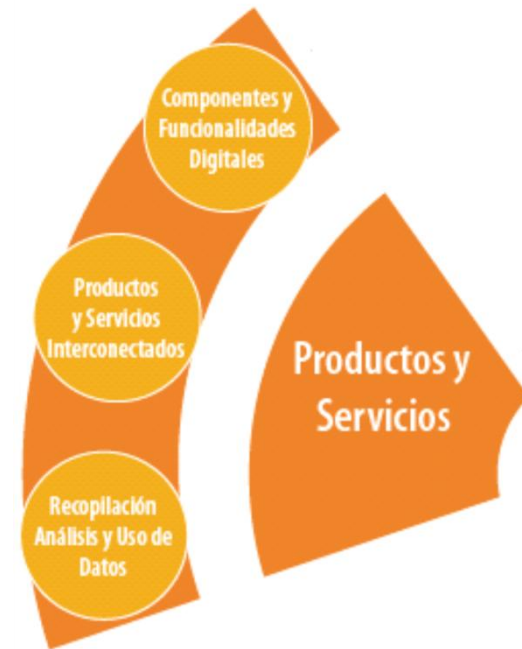 Componentes y
Funcionalidades
Digitales
Productos
y Servicios
Interconectados
Recopilación
Análisis y Uso de
Datos
Productos y
Servicios